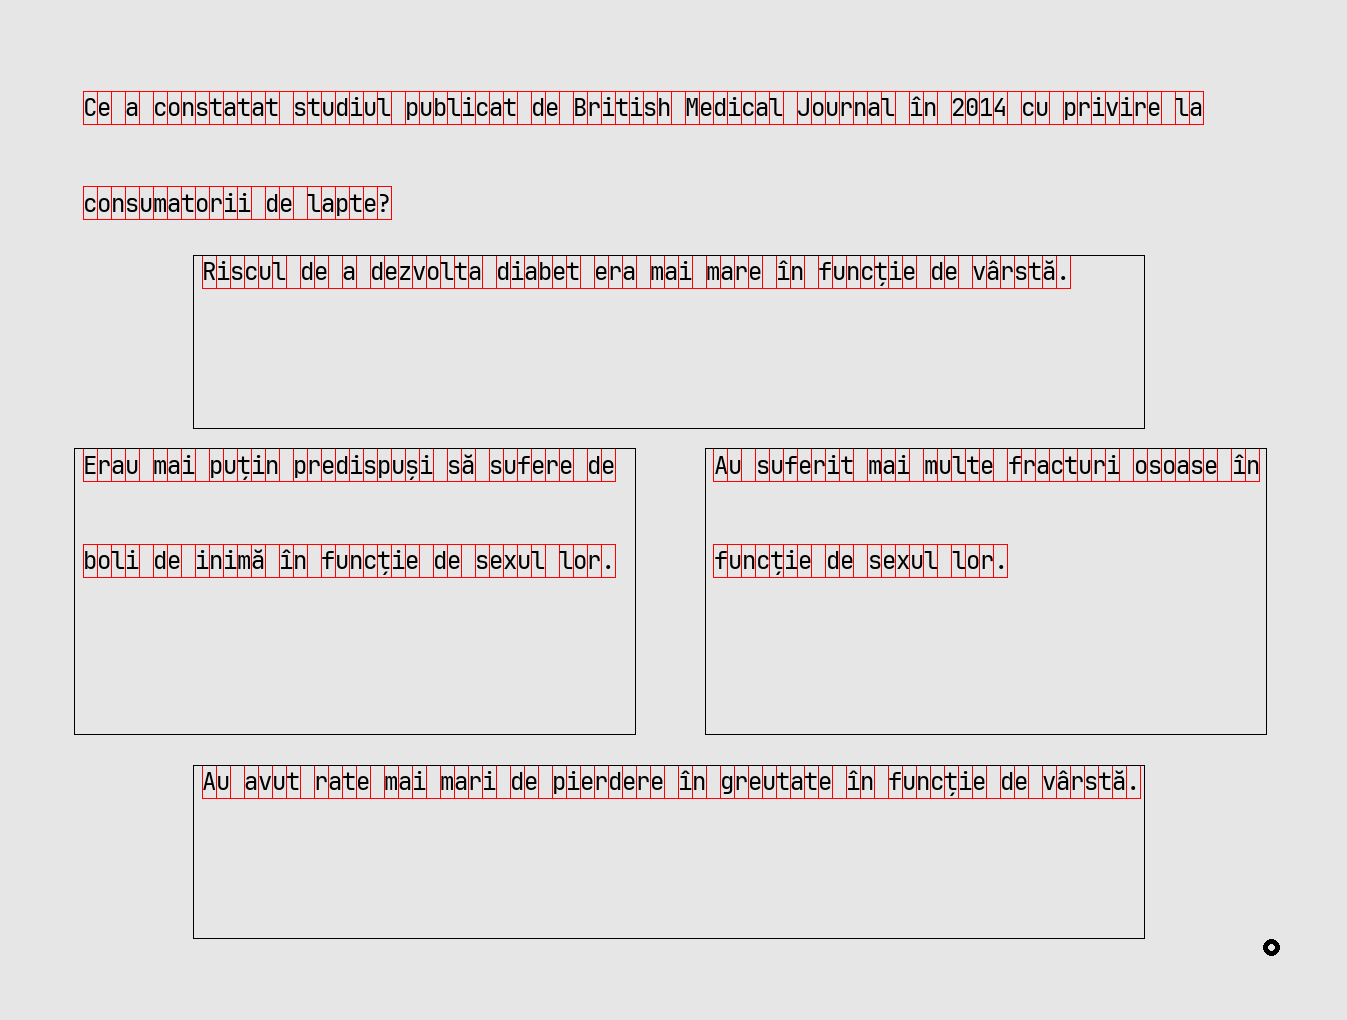 Ce a constatat studiul publicat de British Medical Journal în 2014 cu privire la
consumatorii de lapte?
Riscul de a dezvolta diabet era mai mare în funcție de vârstă.
Erau mai puțin predispuși să sufere de
boli de inimă în funcție de sexul lor.
Au suferit mai multe fracturi osoase în
funcție de sexul lor.
Au avut rate mai mari de pierdere în greutate în funcție de vârstă.